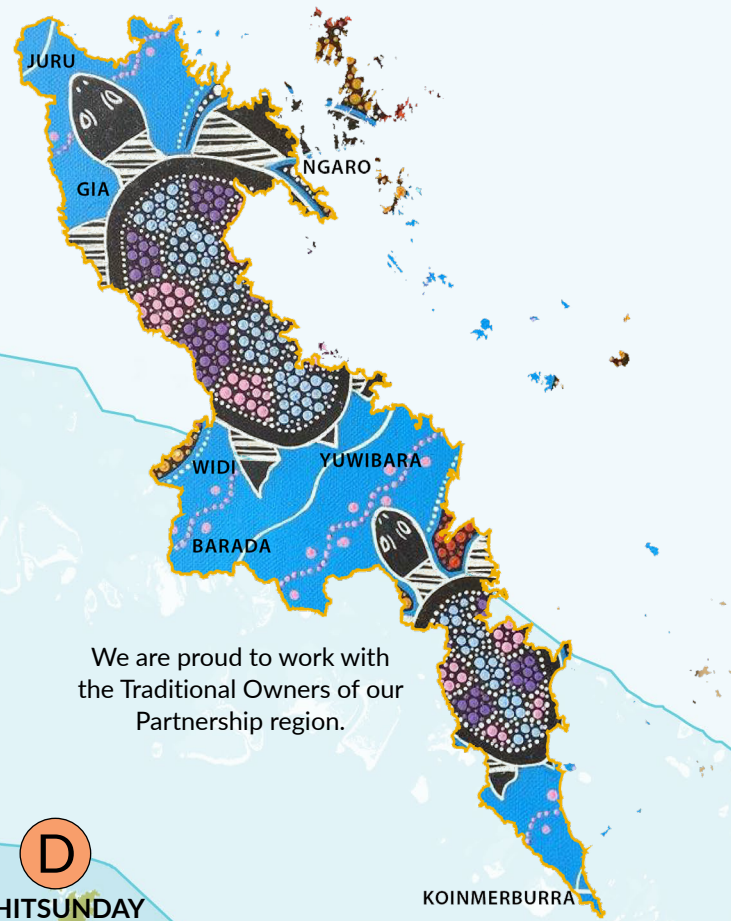 JURU
NGARO
GIA
WIDI
YUWIBARA
BARADA
We are proud to work with
the Traditional Owners of our
Partnership region.
D
HITSUNDAY
KOINMERBURRA